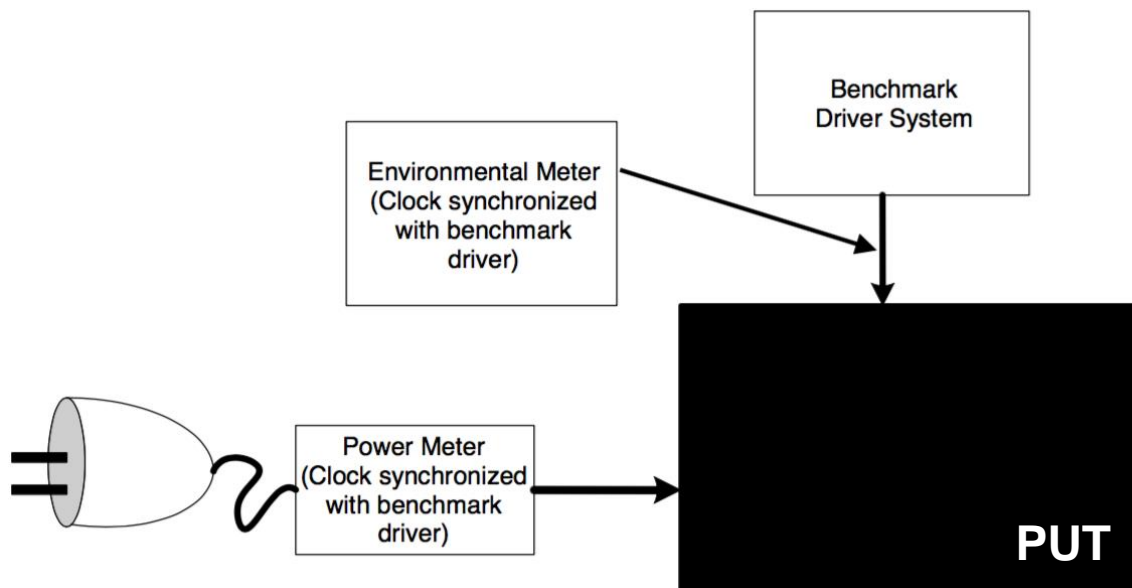 Benchmark
Driver System
Environmental Meter
(Clock synchronized
with benchmark
driver)
Power Meter
(Clock synchronized
with benchmark
driver)
PUT